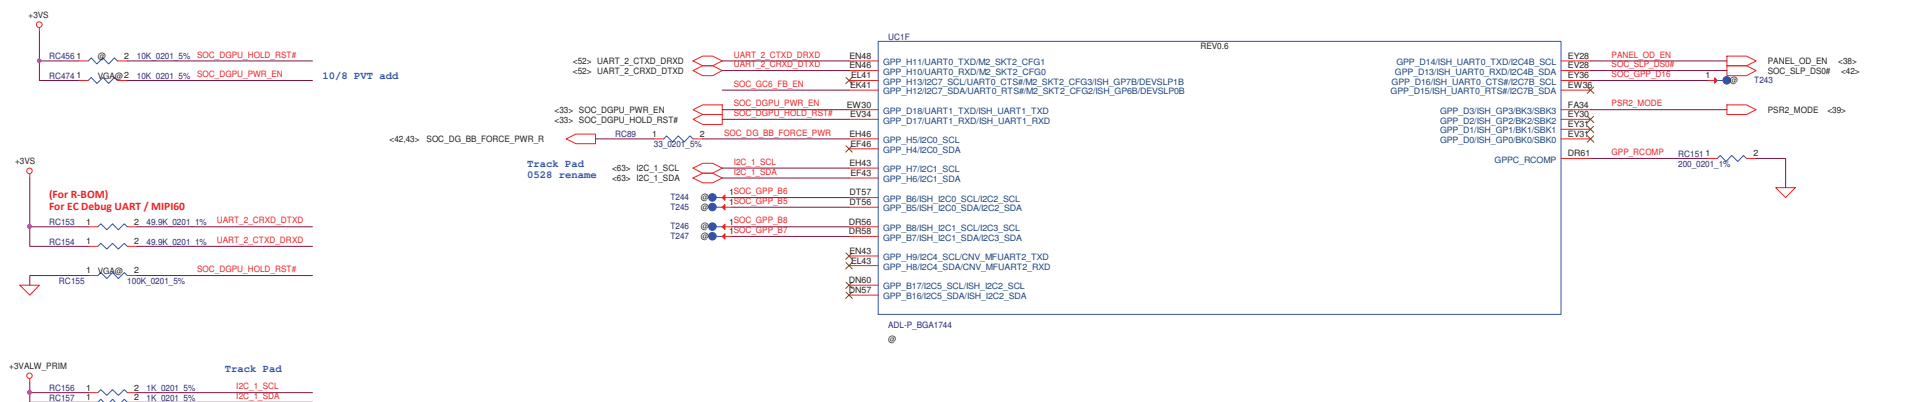 +3VS
RC456 1 @ 2 10K_0201_5% SOC_DGPU_HOLD_RST#
RC474 1 VGA@ 2 10K_0201_5% SOC_DGPU_PWR_EN
10/8 PVT add
+3VS
(For R-BOM)
For EC Debug UART / MIPI60
RC153 1 2 49.9K_0201_1% UART_2_CRXD_DTXD
RC154 1 2 49.9K_0201_1% UART_2_CTXD_DRXD
1 VGA@ 2 SOC_DGPU_HOLD_RST#
RC155 100K_0201_5%
+3VALW_PRIM
Track Pad
RC156 1 2 1K_0201_5% I2C_1_SCL
RC157 1 2 1K_0201_5% I2C_1_SDA
<52> UART_2_CTXD_DRXD UART_2_CTXD_DRXD EN48
<52> UART_2_CRXD_DTXD UART_2_CRXD_DTXD EN46
EL41
SOC_GC6_FB_EN EK41
<33> SOC_DGPU_PWR_EN SOC_DGPU_PWR_EN EW30
<33> SOC_DGPU_HOLD_RST# SOC_DGPU_HOLD_RST# EV34
<42,43> SOC_DG_BB_FORCE_PWR_R RC89 1 2 SOC_DG_BB_FORCE_PWR EH46
33_0201_5%
EF46
Track Pad
0528 rename
<63> I2C_1_SCL I2C_1_SCL EH43
<63> I2C_1_SDA I2C_1_SDA EF43
T244 @ 1 SOC_GPP_B6 DT57
T245 @ 1 SOC_GPP_B5 DT56
T246 @ 1 SOC_GPP_B8 DR56
T247 @ 1 SOC_GPP_B7 DR58
EN43
EL43
DN60
DN57
UC1F
REV0.6
GPP_H11/UART0_TXD/M2_SKT2_CFG1
GPP_H10/UART0_RXD/M2_SKT2_CFG0
GPP_H13/I2C7_SCL/UART0_CTS#/M2_SKT2_CFG3/ISH_GP7B/DEVSLP1B
GPP_H12/I2C7_SDA/UART0_RTS#/M2_SKT2_CFG2/ISH_GP6B/DEVSLP0B
GPP_D18/UART1_TXD/ISH_UART1_TXD
GPP_D17/UART1_RXD/ISH_UART1_RXD
GPP_H5/I2C0_SCL
GPP_H4/I2C0_SDA
GPP_H7/I2C1_SCL
GPP_H6/I2C1_SDA
GPP_B6/ISH_I2C0_SCL/I2C2_SCL
GPP_B5/ISH_I2C0_SDA/I2C2_SDA
GPP_B8/ISH_I2C1_SCL/I2C3_SCL
GPP_B7/ISH_I2C1_SDA/I2C3_SDA
GPP_H9/I2C4_SCL/CNV_MFUART2_TXD
GPP_H8/I2C4_SDA/CNV_MFUART2_RXD
GPP_B17/I2C5_SCL/ISH_I2C2_SCL
GPP_B16/I2C5_SDA/ISH_I2C2_SDA
ADL-P_BGA1744
@
GPP_D14/ISH_UART0_TXD/I2C4B_SCL
GPP_D13/ISH_UART0_RXD/I2C4B_SDA
GPP_D16/ISH_UART0_CTS#/I2C7B_SCL
GPP_D15/ISH_UART0_RTS#/I2C7B_SDA
GPP_D3/ISH_GP3/BK3/SBK3
GPP_D2/ISH_GP2/BK2/SBK2
GPP_D1/ISH_GP1/BK1/SBK1
GPP_D0/ISH_GP0/BK0/SBK0
GPPC_RCOMP
EY28 PANEL_OD_EN PANEL_OD_EN <38>
EV28 SOC_SLP_DS0# SOC_SLP_DS0# <42>
EY36 SOC_GPP_D16 1 @ T243
EW36
FA34 PSR2_MODE PSR2_MODE <39>
EY30
EY31
EV31
DR61 GPP_RCOMP RC151 1 2
200_0201_1%